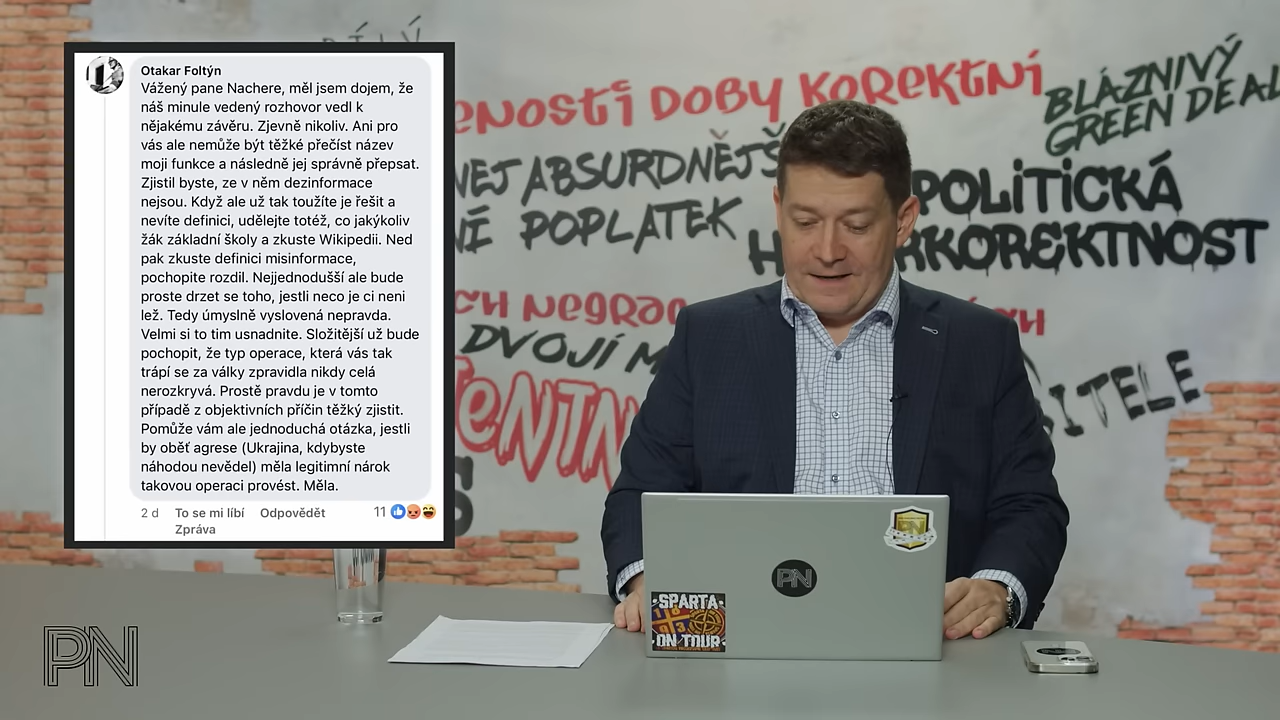 Otakar Foltýn
Vážený pane Nachere, měl jsem dojem, že
náš minule vedený rozhovor vedl k
nějakému závěru. Zjevně nikoliv. Ani pro
vás ale nemůže být těžké přečíst název
moji funkce a následně jej správně přepsat.
Zjistil byste, ze v něm dezinformace
nejsou. Když ale už tak toužíte je řešit a
nevíte definici, udělejte totéž, co jakýkoliv
žák základní školy a zkuste Wikipedii. Ned
pak zkuste definici misinformace,
pochopite rozdil. Nejjednodušší ale bude
proste drzet se toho, jestli neco je ci neni
lež. Tedy úmyslně vyslovená nepravda.
Velmi si to tim usnadnite. Složitější už bude
pochopit, že typ operace, která vás tak
trápí se za války zpravidla nikdy celá
nerozkryvá. Prostě pravdu je v tomto
případě z objektivních příčin těžký zjistit.
Pomůže vám ale jednoduchá otázka, jestli
by oběť agrese (Ukrajina, kdybyste
náhodou nevěděl) měla legitimní nárok
takovou operaci provést. Měla.
2 d To se mi líbí Odpovědět 11
Zpráva
DOBY KOREKTNÍ
BLÁZNIVÝ
GREEN DEAL
NEJABSURDNĚJŠ
POPLATEK
POLITICKÁ
KOREKTNOST
DVOJÍ
PN
SPARTA
1893
ON TOUR
PN